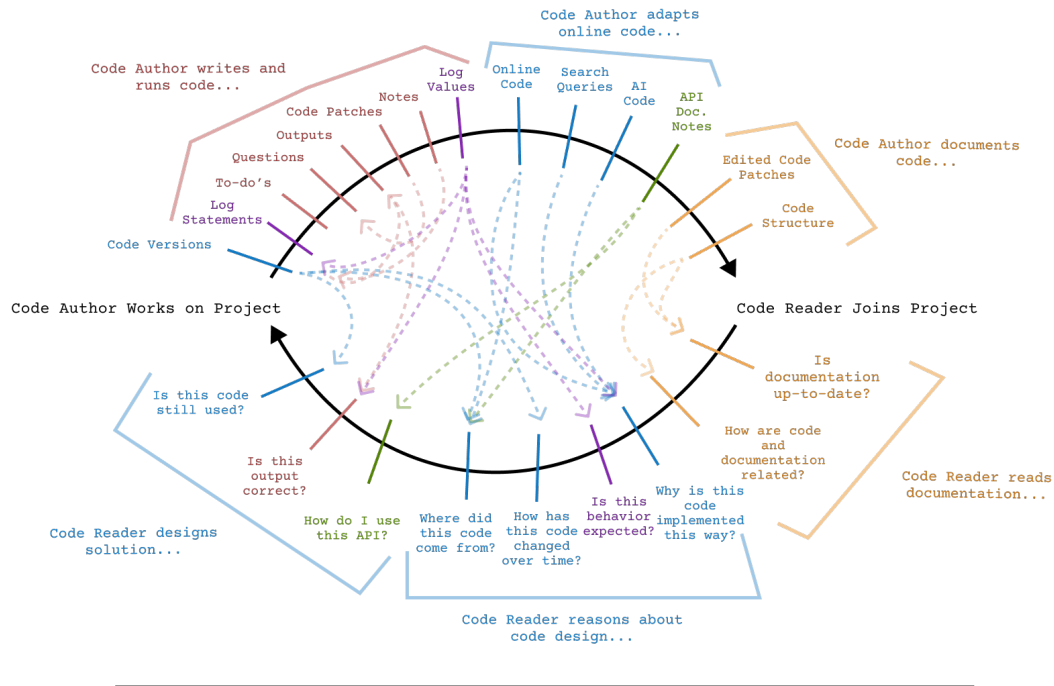 Code Author adapts
online code...
Code Author writes and
runs code...
Log
Values
Online
Code
Search
Queries
AI
Code
API
Doc.
Notes
Notes
Code Patches
Outputs
Questions
To-do's
Log
Statements
Code Versions
Code Author documents
code...
Edited Code
Patches
Code
Structure
Code Author Works on Project
Code Reader Joins Project
Is this code
still used?
Is this
output
correct?
How do I use
this API?
Where did
this code
come from?
How has
this code
changed
over time?
Is this
behavior
expected?
Why is this
code
implemented
this way?
How are code
and
documentation
related?
Is
documentation
up-to-date?
Code Reader reads
documentation...
Code Reader designs
solution...
Code Reader reasons about
code design...